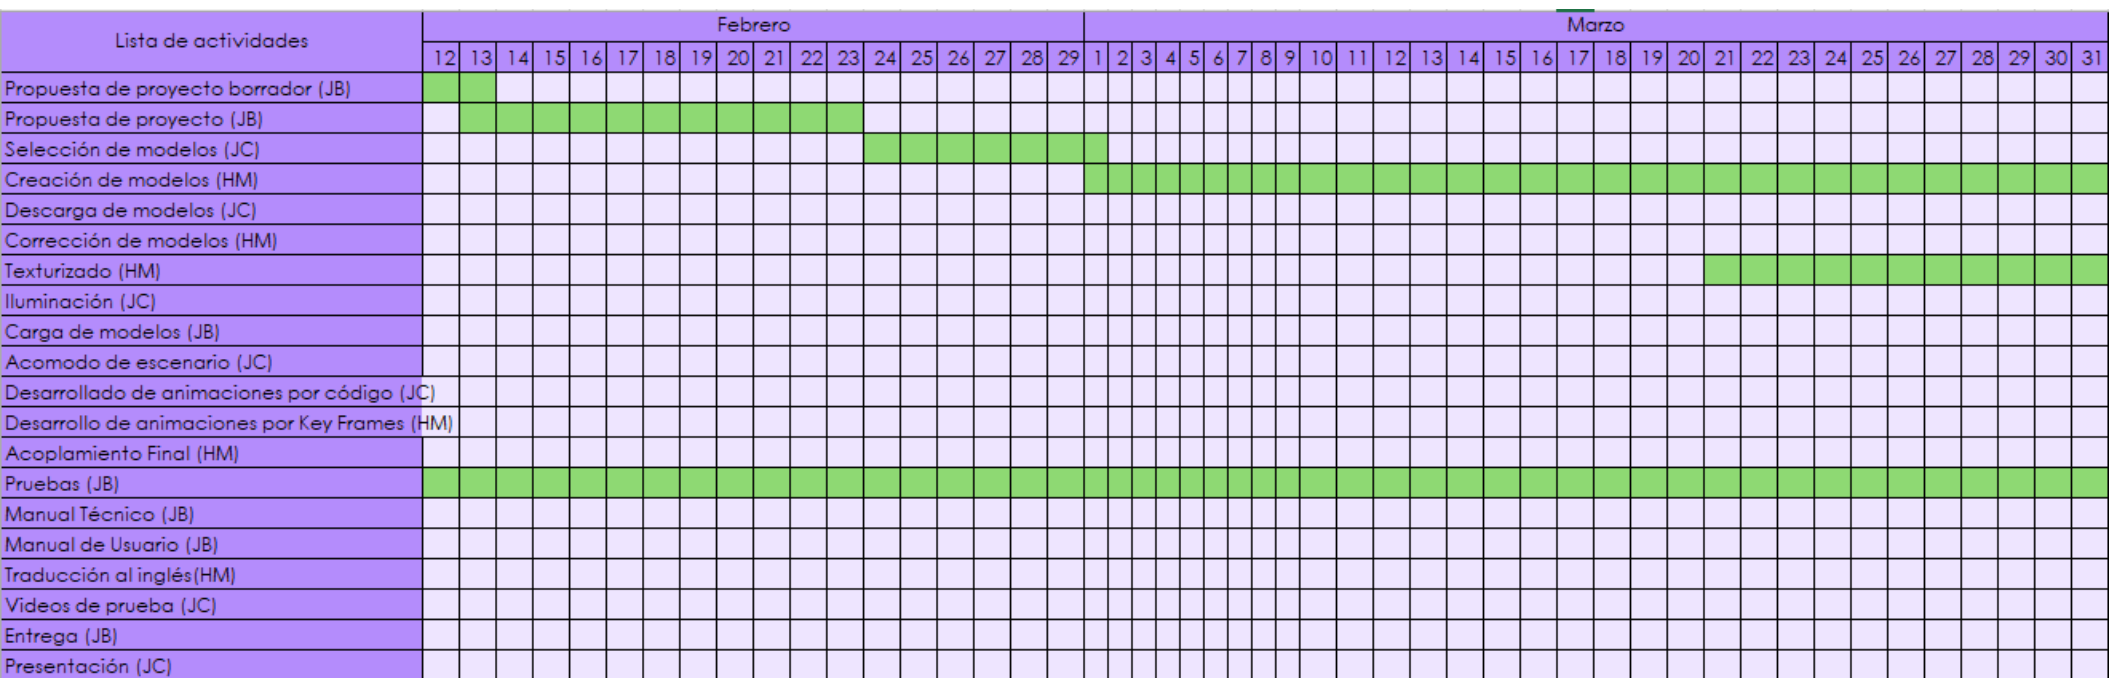 Lista de actividades Febrero Marzo
12 13 14 15 16 17 18 19 20 21 22 23 24 25 26 27 28 29 1 2 3 4 5 6 7 8 9 10 11 12 13 14 15 16 17 18 19 20 21 22 23 24 25 26 27 28 29 30 31
Propuesta de proyecto borrador (JB)
Propuesta de proyecto (JB)
Selección de modelos (JC)
Creación de modelos (HM)
Descarga de modelos (JC)
Corrección de modelos (HM)
Texturizado (HM)
Iluminación (JC)
Carga de modelos (JB)
Acomodo de escenario (JC)
Desarrollado de animaciones por código (JC)
Desarrollo de animaciones por Key Frames (HM)
Acoplamiento Final (HM)
Pruebas (JB)
Manual Técnico (JB)
Manual de Usuario (JB)
Traducción al inglés(HM)
Videos de prueba (JC)
Entrega (JB)
Presentación (JC)